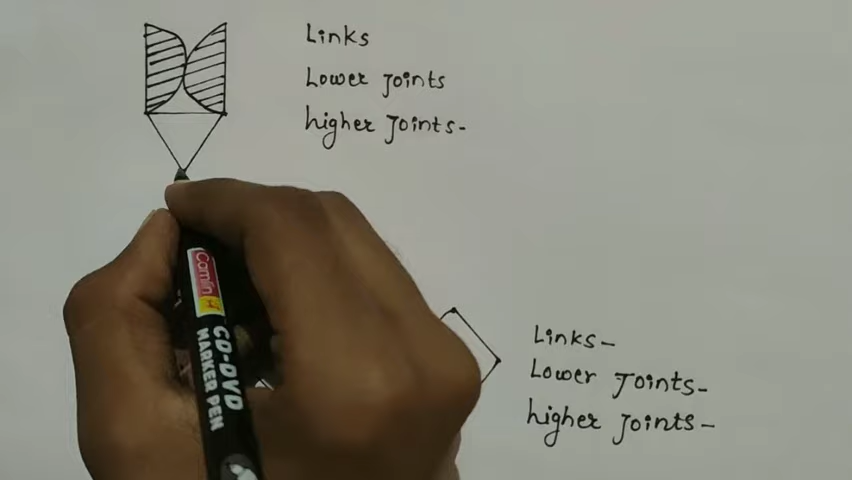 Links
Lower Joints
higher Joints-
Links-
Lower Joints-
higher Joints-
Camlin
CD-DVD
MARKER PEN